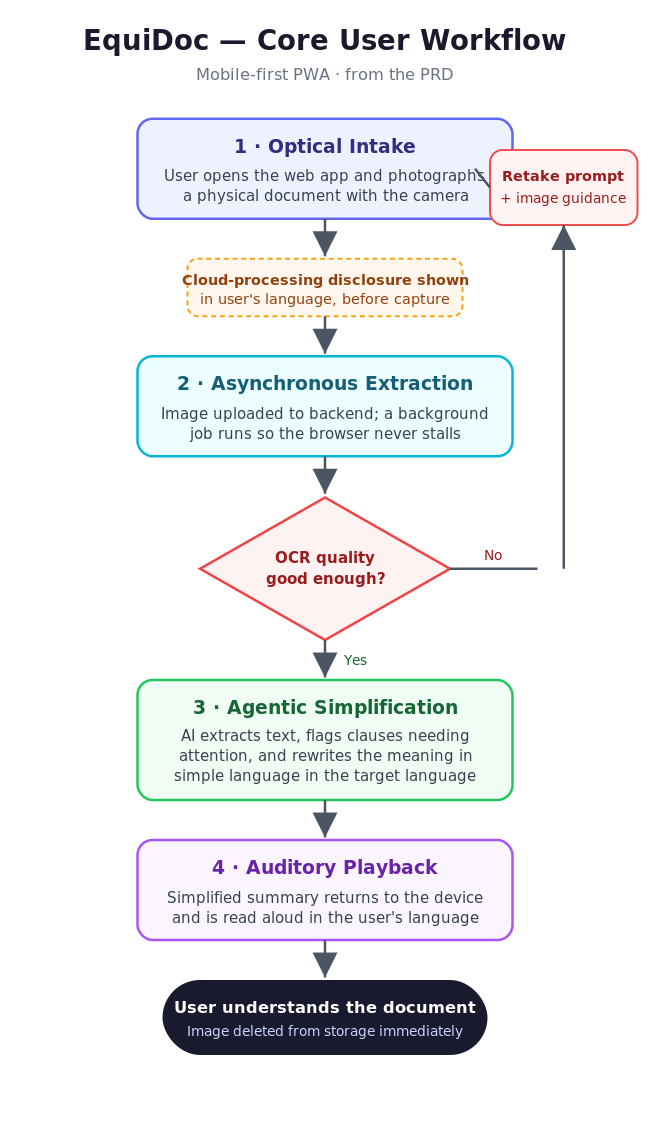 EquiDoc — Core User Workflow
Mobile-first PWA · from the PRD
1 · Optical Intake
User opens the web app and photographs
a physical document with the camera
Retake prompt
+ image guidance
Cloud-processing disclosure shown
in user's language, before capture
2 · Asynchronous Extraction
Image uploaded to backend; a background
job runs so the browser never stalls
OCR quality
good enough?
No
Yes
3 · Agentic Simplification
AI extracts text, flags clauses needing
attention, and rewrites the meaning in
simple language in the target language
4 · Auditory Playback
Simplified summary returns to the device
and is read aloud in the user's language
User understands the document
Image deleted from storage immediately